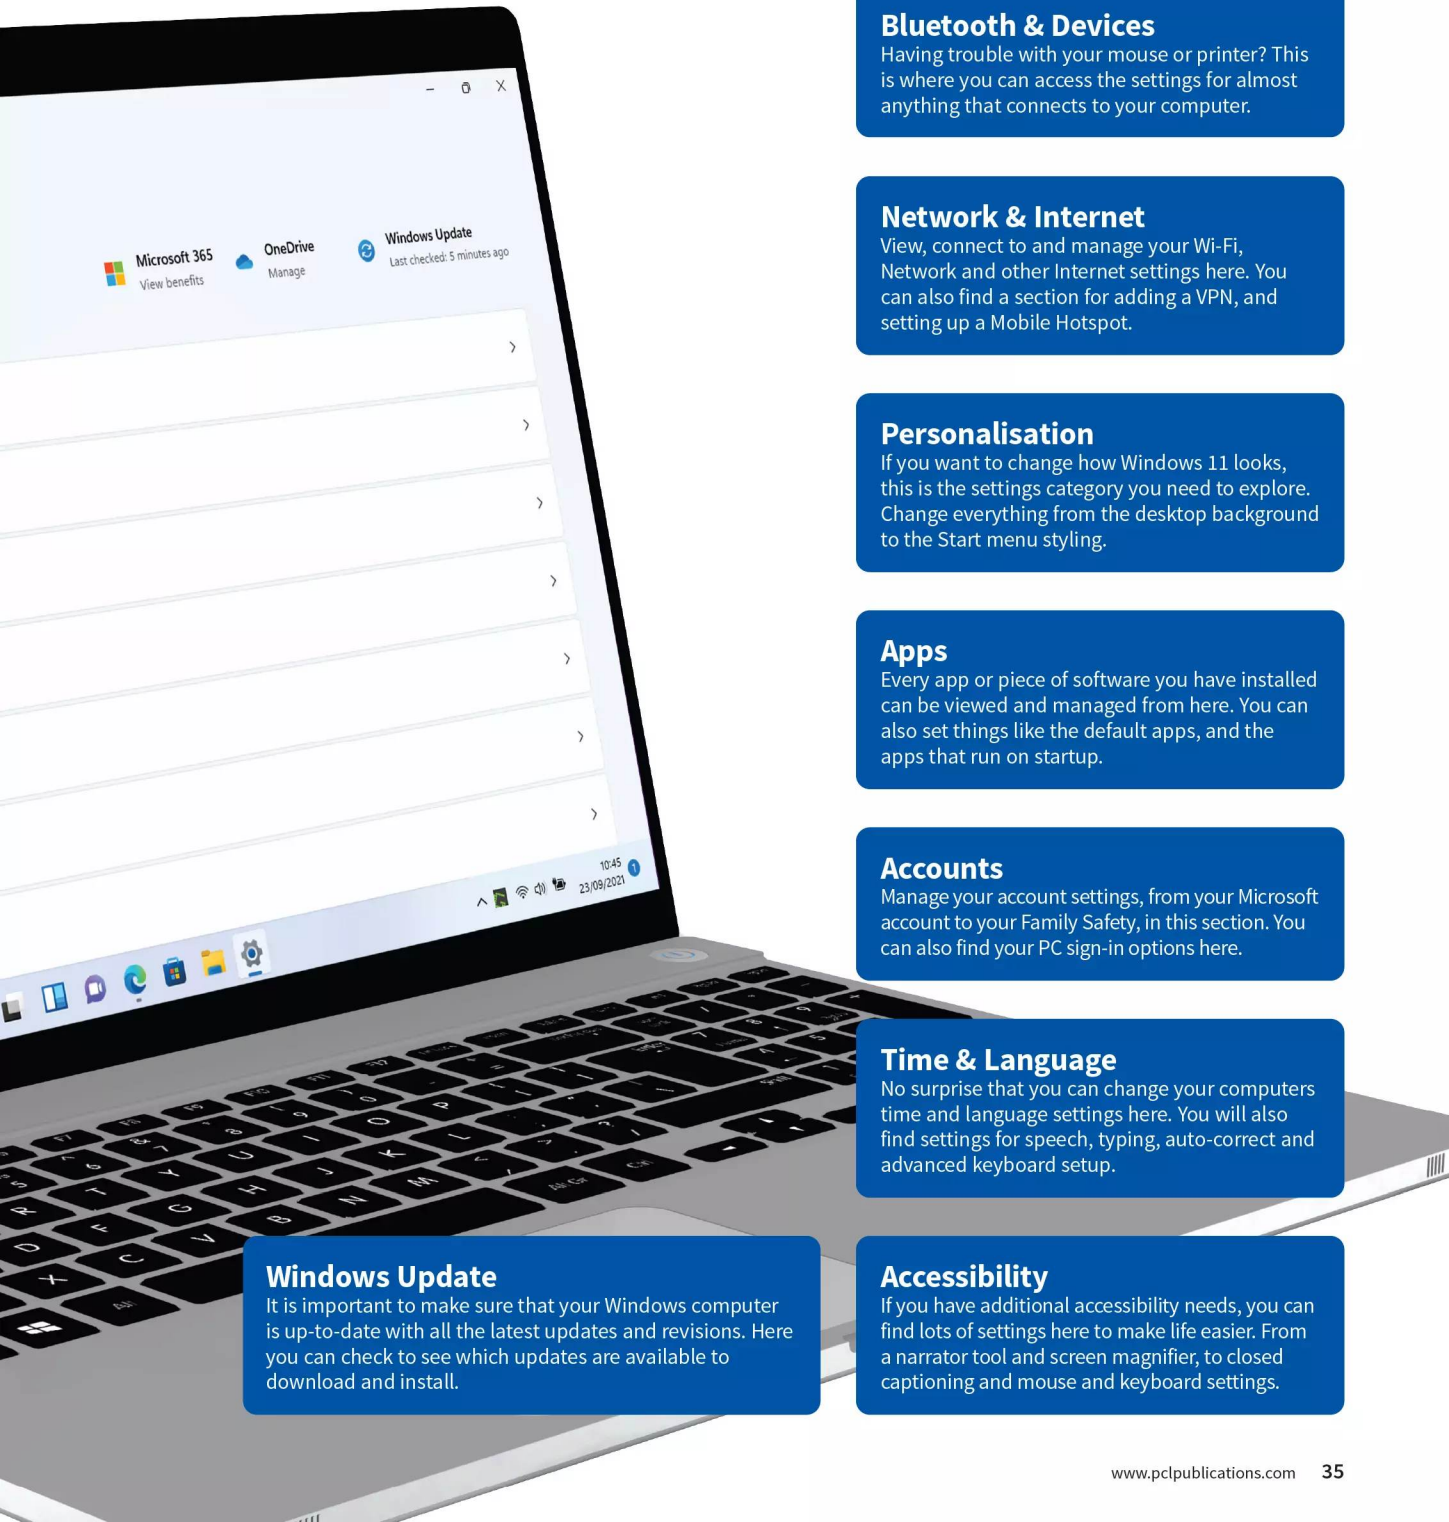 Bluetooth & Devices
Having trouble with your mouse or printer? This
is where you can access the settings for almost
anything that connects to your computer.
Microsoft 365
View benefits
OneDrive
Manage
Windows Update
Last checked: 5 minutes ago
Network & Internet
View, connect to and manage your Wi-Fi,
Network and other Internet settings here. You
can also find a section for adding a VPN, and
setting up a Mobile Hotspot.
Personalisation
If you want to change how Windows 11 looks,
this is the settings category you need to explore.
Change everything from the desktop background
to the Start menu styling.
Apps
Every app or piece of software you have installed
can be viewed and managed from here. You can
also set things like the default apps, and the
apps that run on startup.
10:45
23/09/2021
1
Accounts
Manage your account settings, from your Microsoft
account to your Family Safety, in this section. You
can also find your PC sign-in options here.
Time & Language
No surprise that you can change your computers
time and language settings here. You will also
find settings for speech, typing, auto-correct and
advanced keyboard setup.
R T Y U I O P
D F G H J K L
X C V B N M
Alt
Alt Gr
Ctrl
Windows Update
It is important to make sure that your Windows computer
is up-to-date with all the latest updates and revisions. Here
you can check to see which updates are available to
download and install.
Accessibility
If you have additional accessibility needs, you can
find lots of settings here to make life easier. From
a narrator tool and screen magnifier, to closed
captioning and mouse and keyboard settings.
www.pclpublications.com 35